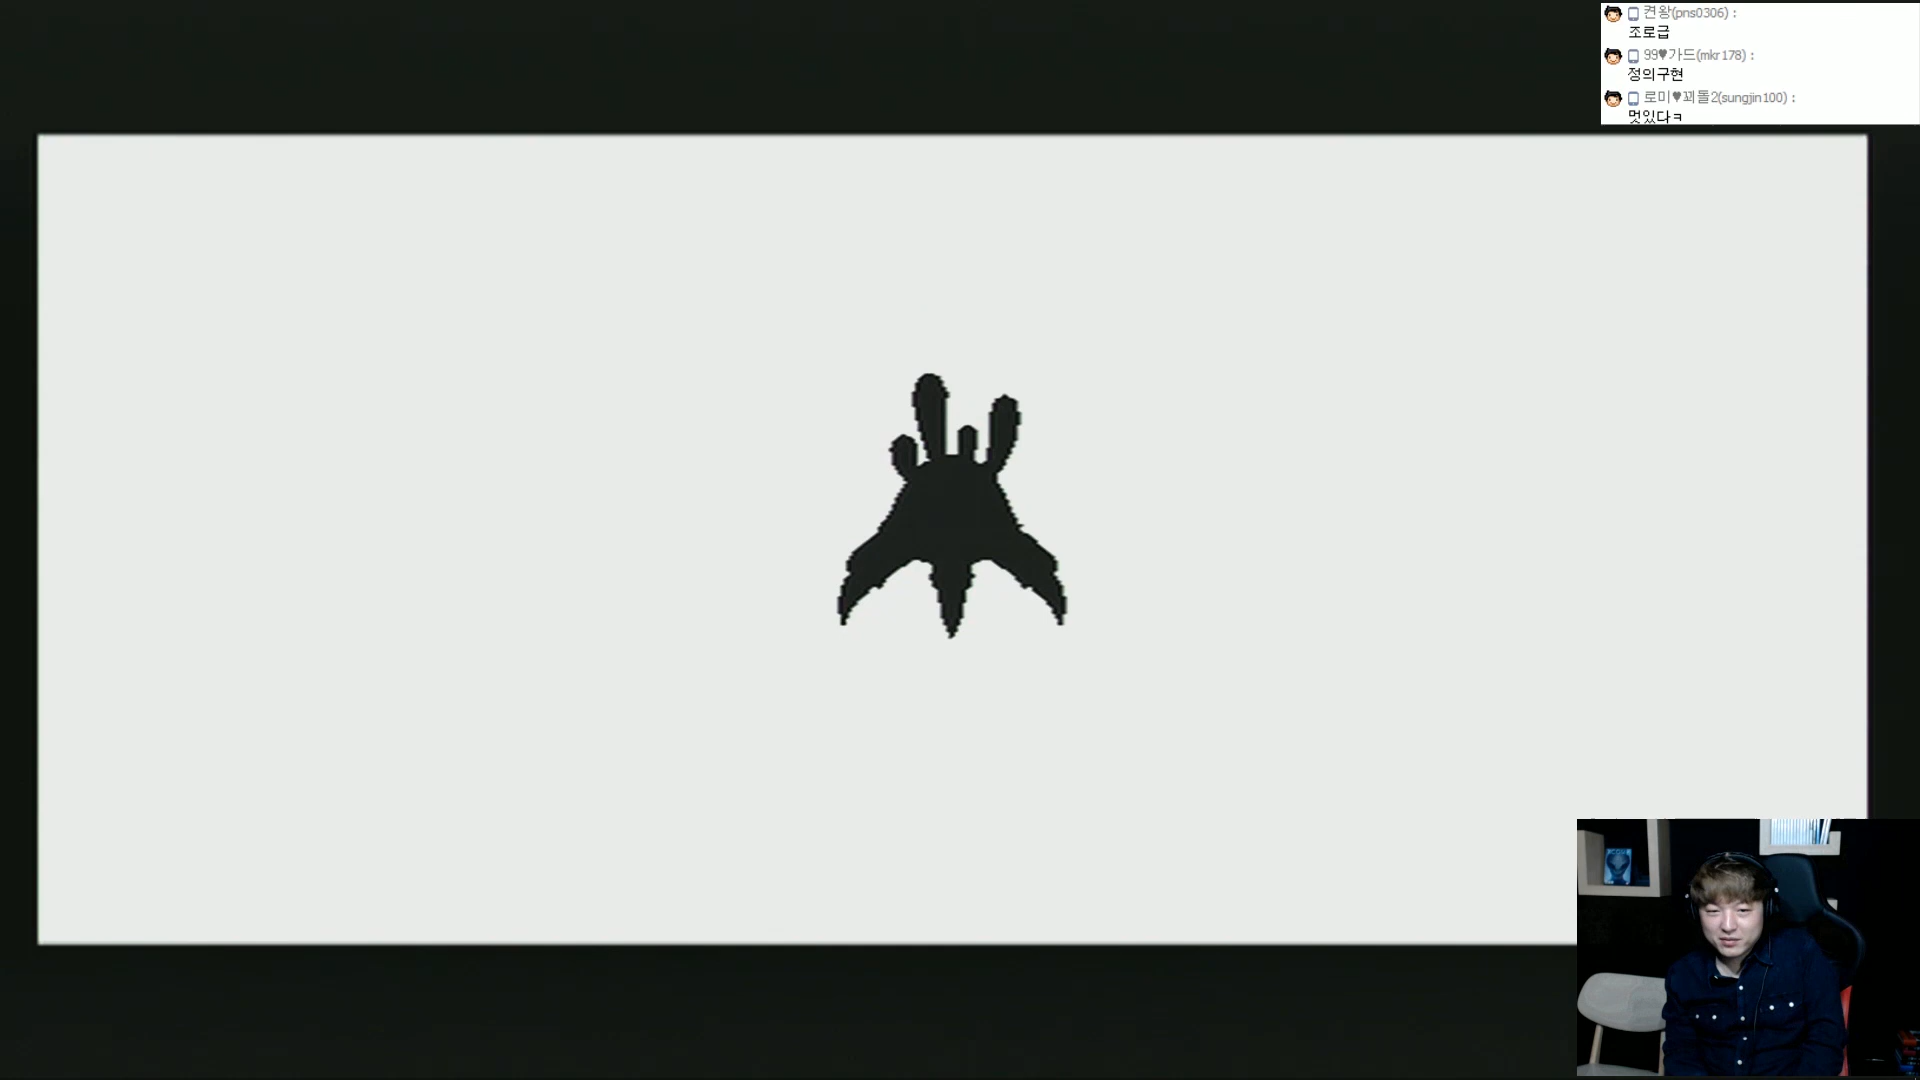 켠왕(pns0306) :
조로급
99♥가드(mkr178) :
정의구현
로미♥꾀돌2(sungjin100) :
멋있다ㅋ